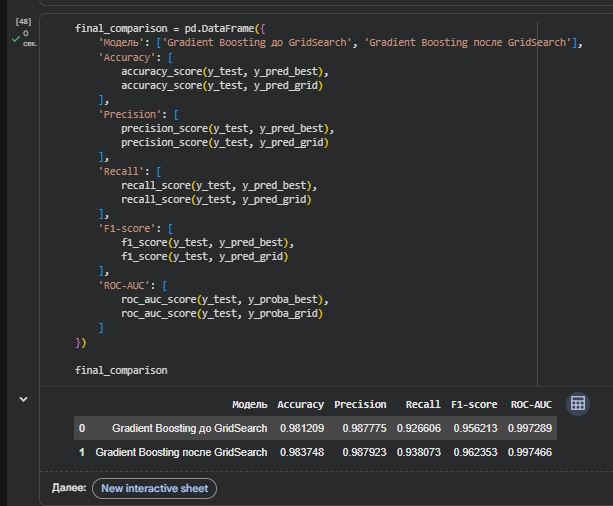 [48]
0
сек.
final_comparison = pd.DataFrame({
    'Модель': ['Gradient Boosting до GridSearch', 'Gradient Boosting после GridSearch'],
    'Accuracy': [
        accuracy_score(y_test, y_pred_best),
        accuracy_score(y_test, y_pred_grid)
    ],
    'Precision': [
        precision_score(y_test, y_pred_best),
        precision_score(y_test, y_pred_grid)
    ],
    'Recall': [
        recall_score(y_test, y_pred_best),
        recall_score(y_test, y_pred_grid)
    ],
    'F1-score': [
        f1_score(y_test, y_pred_best),
        f1_score(y_test, y_pred_grid)
    ],
    'ROC-AUC': [
        roc_auc_score(y_test, y_proba_best),
        roc_auc_score(y_test, y_proba_grid)
    ]
})
final_comparison
Модель Accuracy Precision Recall F1-score ROC-AUC
0 Gradient Boosting до GridSearch 0.981209 0.987775 0.926606 0.956213 0.997289
1 Gradient Boosting после GridSearch 0.983748 0.987923 0.938073 0.962353 0.997466
Далее: New interactive sheet